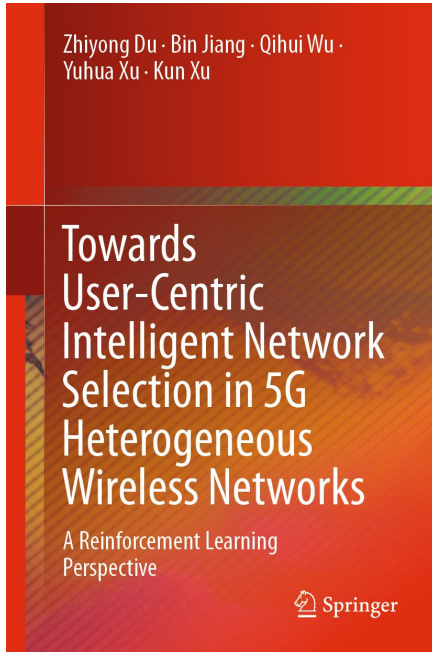 Zhiyong Du · Bin Jiang · Qihui Wu ·
Yuhua Xu · Kun Xu
Towards
User-Centric
Intelligent Network
Selection in 5G
Heterogeneous
Wireless Networks
A Reinforcement Learning
Perspective
Springer